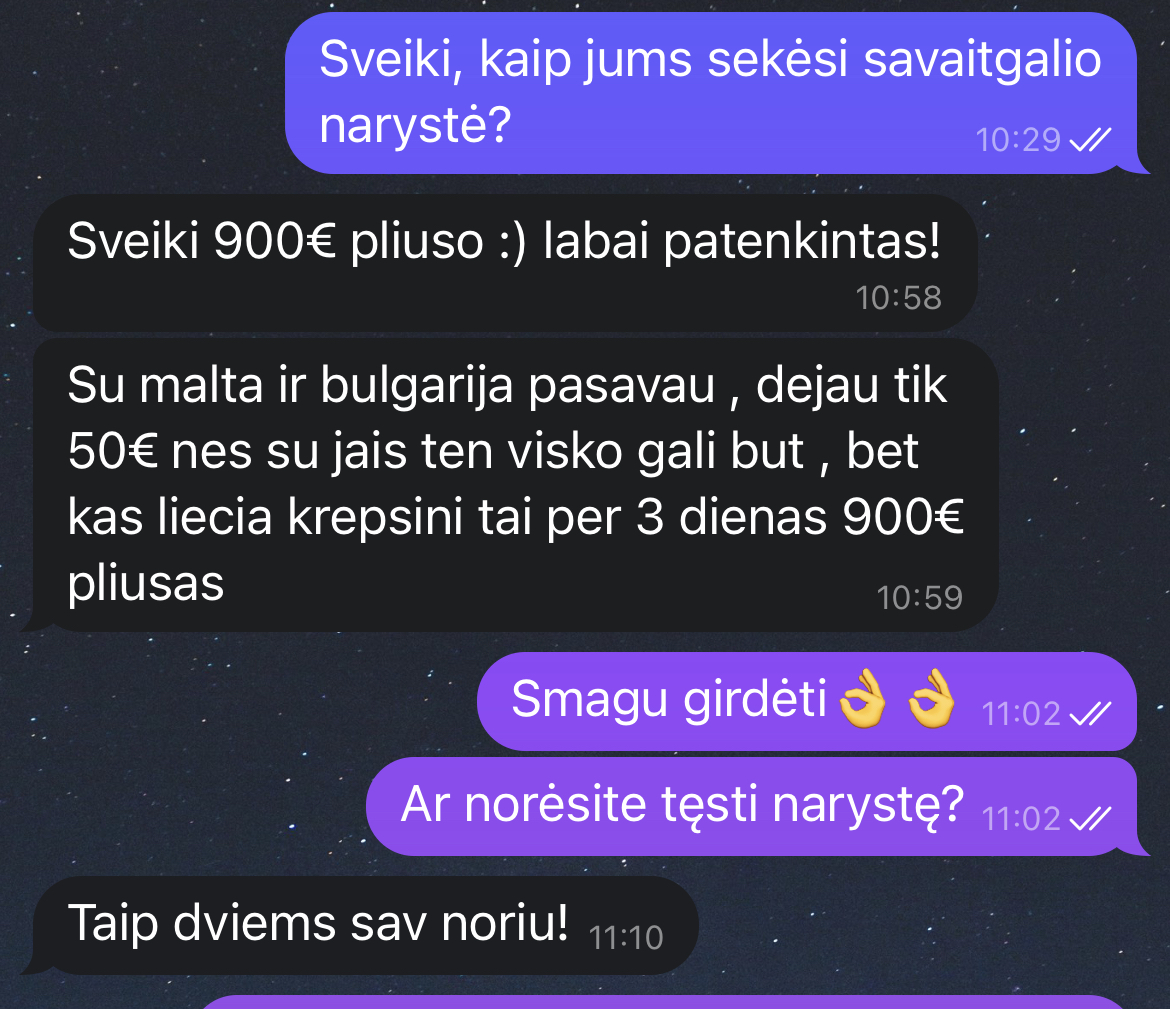 Sveiki, kaip jums sekėsi savaitgalio
narystė?
10:29
Sveiki 900€ pliuso :) labai patenkintas!
10:58
Su malta ir bulgarija pasavau , dejau tik
50€ nes su jais ten visko gali but , bet
kas liecia krepsini tai per 3 dienas 900€
pliusas
10:59
Smagu girdėti👌👌 11:02
Ar norėsite tęsti narystę? 11:02
Taip dviems sav noriu! 11:10